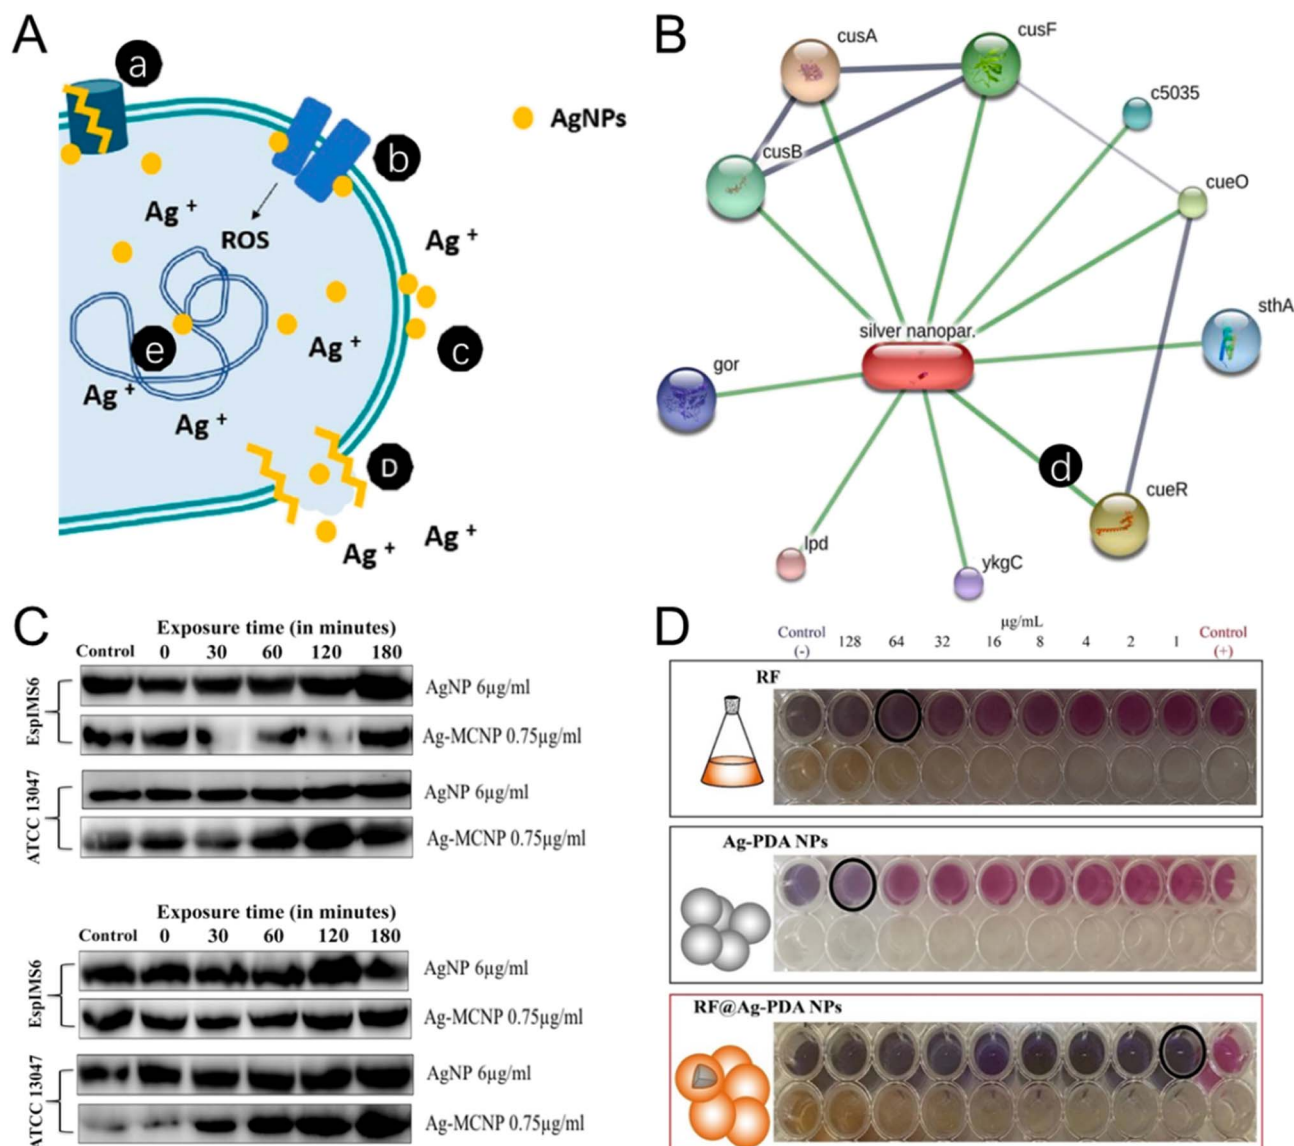 A
a
b
AgNPs
Ag +
ROS
Ag +
e
Ag +
c
Ag +
Ag +
D
Ag +
Ag +
B
cusA
cusF
c5035
cusB
cueO
sthA
silver nanopar.
gor
d
cueR
lpd
ykgC
C
Exposure time (in minutes)
Control 0 30 60 120 180
EspIMS6
AgNP 6µg/ml
Ag-MCNP 0.75µg/ml
ATCC 13047
AgNP 6µg/ml
Ag-MCNP 0.75µg/ml
Exposure time (in minutes)
Control 0 30 60 120 180
EspIMS6
AgNP 6µg/ml
Ag-MCNP 0.75µg/ml
ATCC 13047
AgNP 6µg/ml
Ag-MCNP 0.75µg/ml
D
µg/mL
Control (-) 128 64 32 16 8 4 2 1 Control (+)
RF
Ag-PDA NPs
RF@Ag-PDA NPs